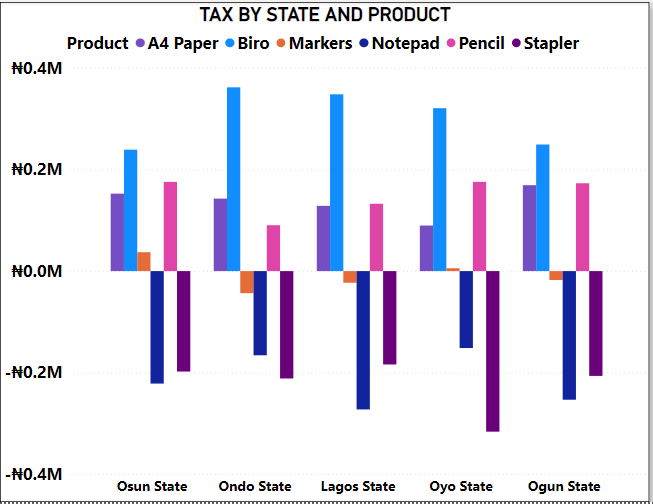 TAX BY STATE AND PRODUCT
Product A4 Paper Biro Markers Notepad Pencil Stapler
₦0.4M
₦0.2M
₦0.0M
-₦0.2M
-₦0.4M
Osun State Ondo State Lagos State Oyo State Ogun State